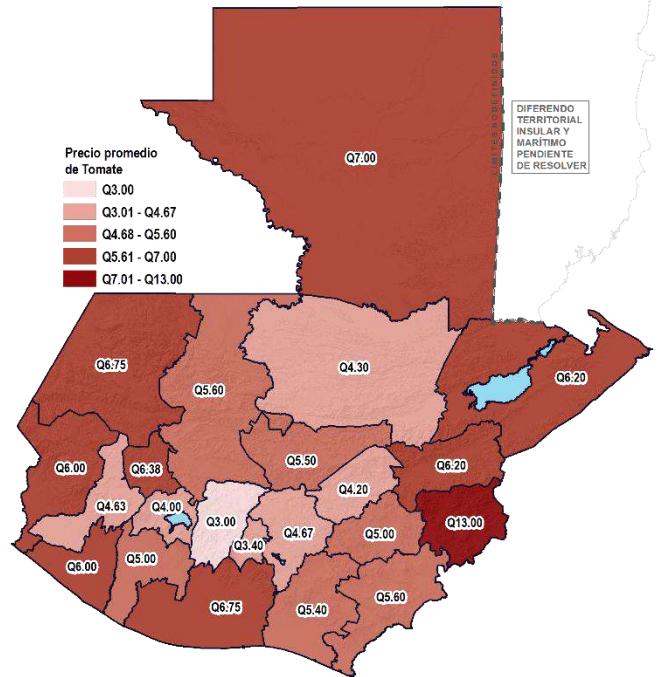 LIMITES NO DEFINIDOS
DIFERENDO
TERRITORIAL
INSULAR Y
MARÍTIMO
PENDIENTE
DE RESOLVER
Q7.00
Precio promedio
de Tomate
Q3.00
Q3.01 - Q4.67
Q4.68 - Q5.60
Q5.61 - Q7.00
Q7.01 - Q13.00
Q6.75
Q5.60
Q4.30
Q6.20
Q6.00
Q6.38
Q5.50
Q6.20
Q4.63
Q4.00
Q3.00
Q4.20
Q4.67
Q3.40
Q5.00
Q13.00
Q6.00
Q5.00
Q6.75
Q5.40
Q5.60